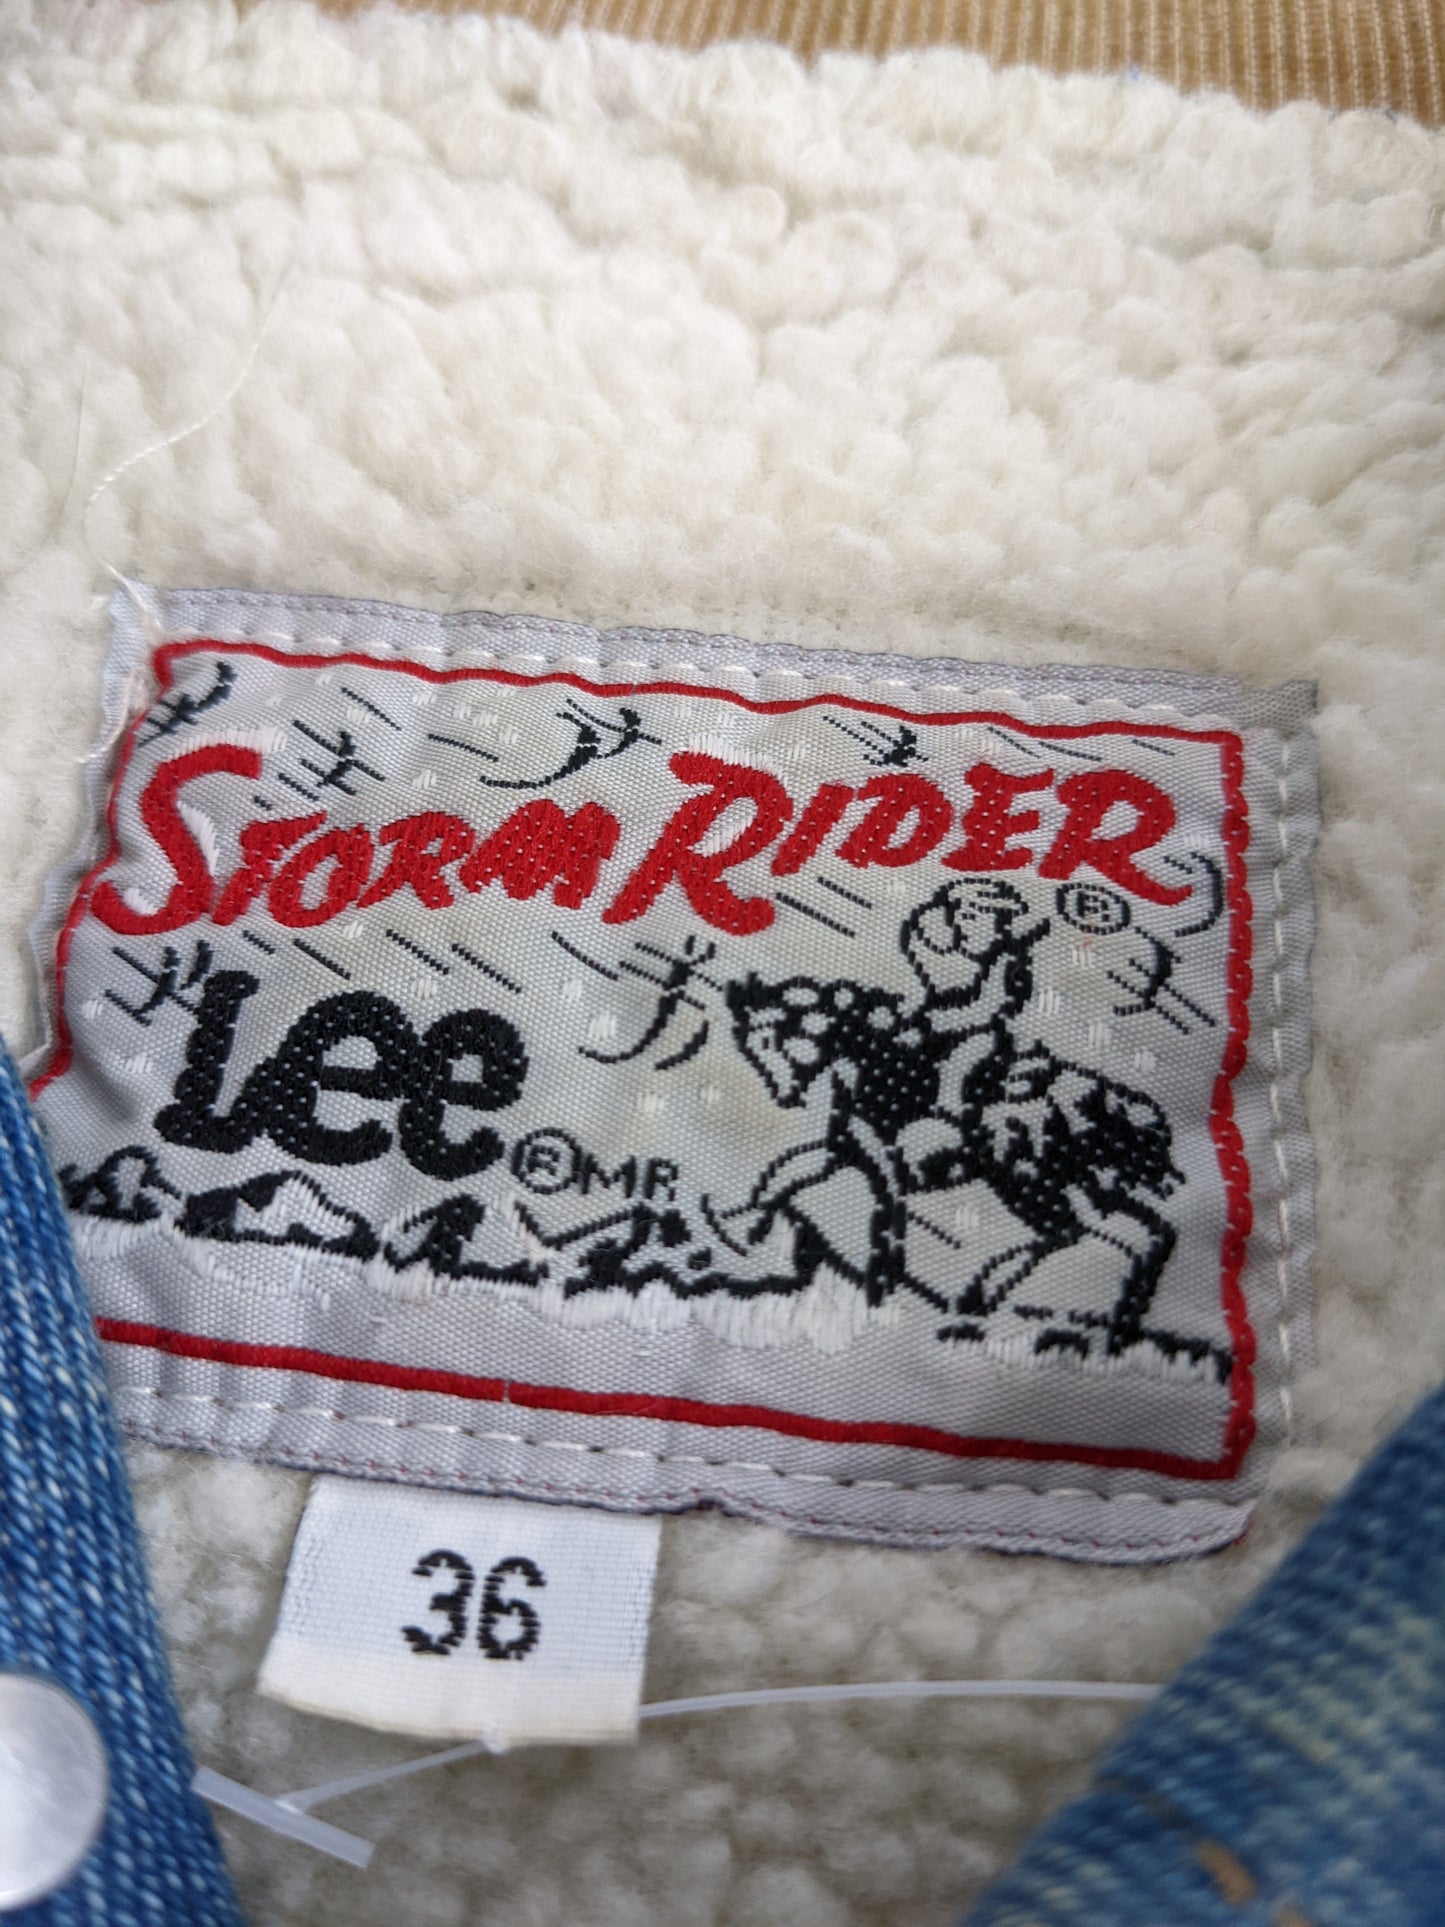 STORM RIDER ®
Lee ® MR
36